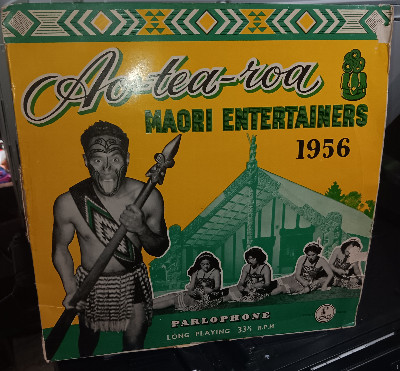 Ao-tea-roa
MAORI ENTERTAINERS
1956
PARLOPHONE
LONG PLAYING 33⅓ R.P.M